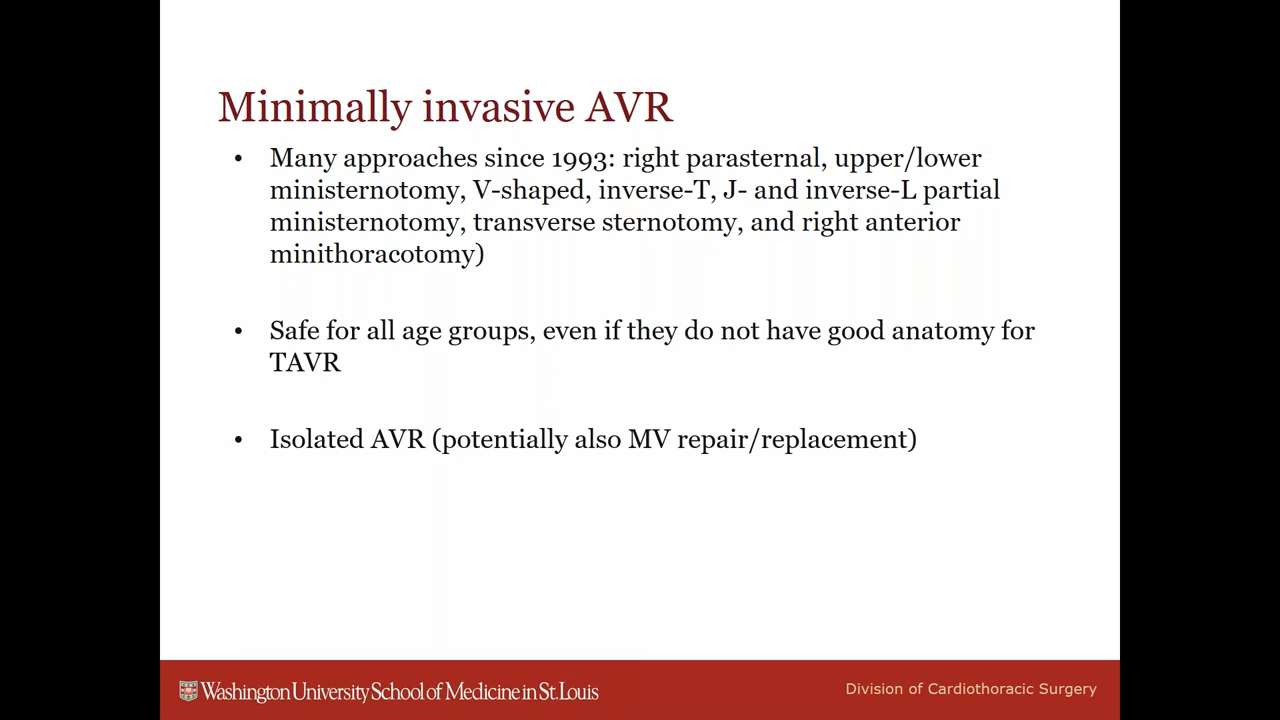 Minimally invasive AVR
• Many approaches since 1993: right parasternal, upper/lower
ministernotomy, V-shaped, inverse-T, J- and inverse-L partial
ministernotomy, transverse sternotomy, and right anterior
minithoracotomy)
• Safe for all age groups, even if they do not have good anatomy for
TAVR
• Isolated AVR (potentially also MV repair/replacement)
Washington University School of Medicine in St. Louis
Division of Cardiothoracic Surgery